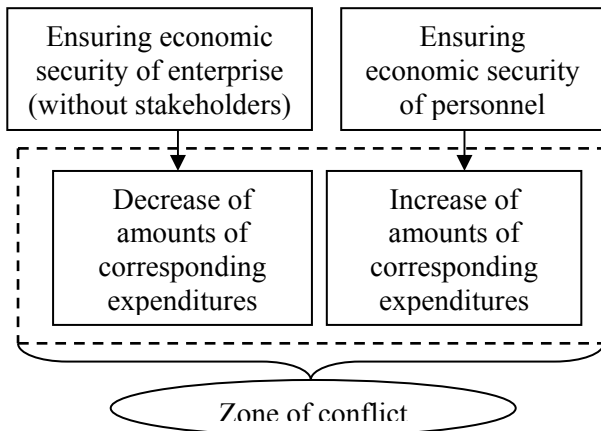 Ensuring economic
security of enterprise
(without stakeholders)
Ensuring
economic security
of personnel
Decrease of
amounts of
corresponding
expenditures
Increase of
amounts of
corresponding
expenditures
Zone of conflict